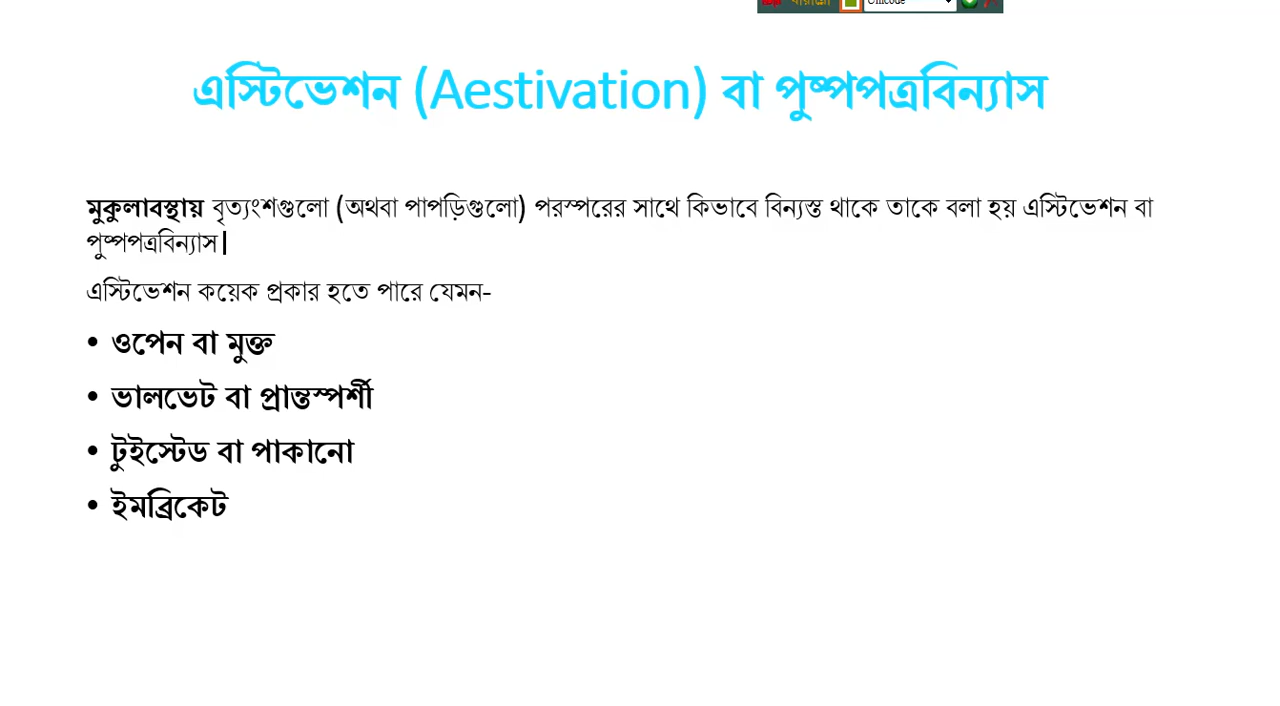 Unicode
এস্টিভেশন (Aestivation) বা পুষ্পপত্রবিন্যাস
মুকুলাবস্থায় বৃত্যংশগুলো (অথবা পাপড়িগুলো) পরস্পরের সাথে কিভাবে বিন্যস্ত থাকে তাকে বলা হয় এস্টিভেশন বা
পুষ্পপত্রবিন্যাস|
এস্টিভেশন কয়েক প্রকার হতে পারে যেমন-
• ওপেন বা মুক্ত
• ভালভেট বা প্রান্তস্পর্শী
• টুইস্টেড বা পাকানো
• ইমব্রিকেট